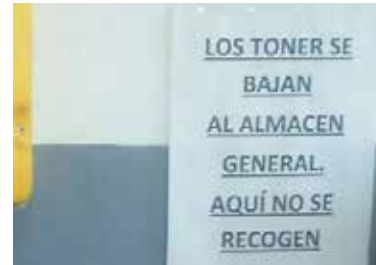 LOS TONER SE
BAJAN
AL ALMACEN
GENERAL.
AQUÍ NO SE
RECOGEN